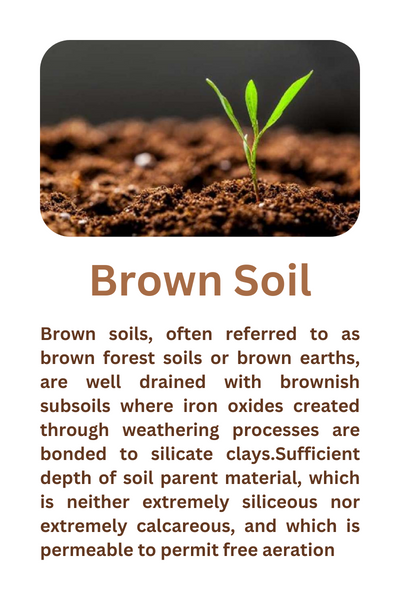 Brown Soil
Brown soils, often referred to as
brown forest soils or brown earths,
are well drained with brownish
subsoils where iron oxides created
through weathering processes are
bonded to silicate clays.Sufficient
depth of soil parent material, which
is neither extremely siliceous nor
extremely calcareous, and which is
permeable to permit free aeration